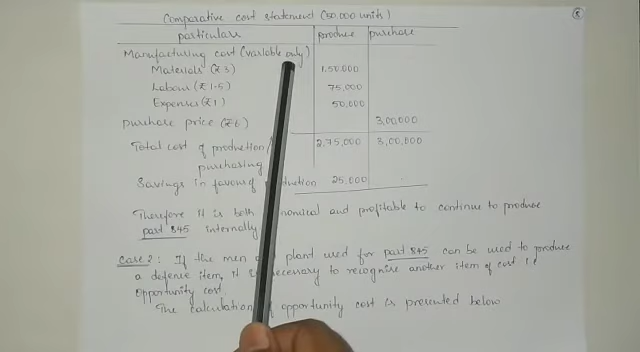 Comparative cost statement (50,000 units)
8
particulars produce purchase
Manufacturing cost (variable only)
Materials (₹3) 1,50,000
Labour (₹1.5) 75,000
Expenses (₹1) 50,000
purchase price (₹6) 3,00,000
Total cost of production/ 2,75,000 3,00,000
purchasing
Savings in favour of 25,000
Therefore it is both and profitable to continue to produce
part 845 internally
Case 2: If the men plant used for part 845 can be used to produce
a defence item, it is necessary to recognise another item of cost i.e
opportunity cost.
The calculation of opportunity cost is presented below